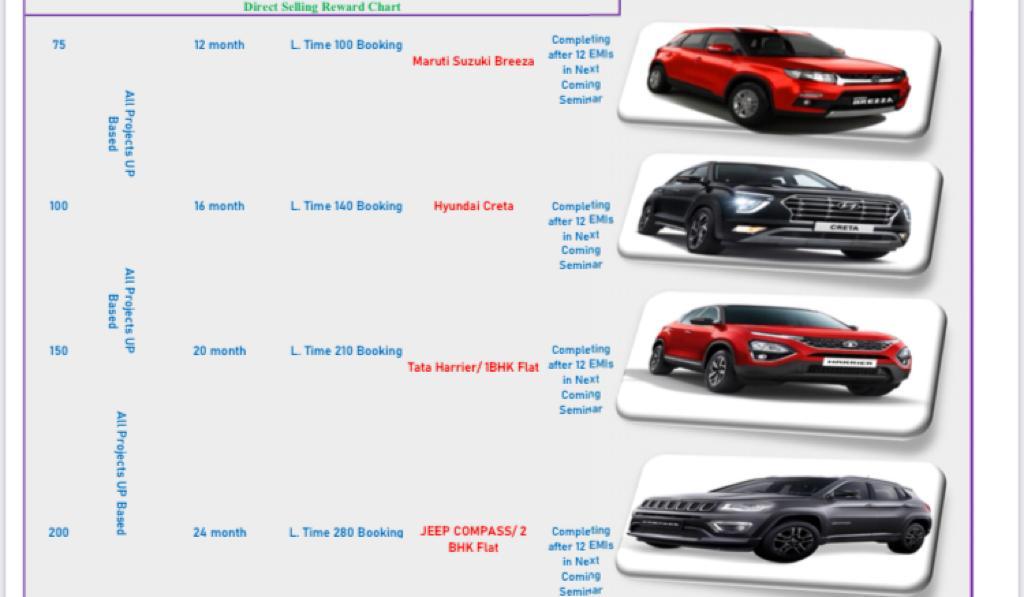 Direct Selling Reward Chart
75
12 month
L. Time 100 Booking
Maruti Suzuki Breeza
Completing
after 12 EMIs
in Next
Coming
Seminar
BREZZA
All Projects UP
Based
100
16 month
L. Time 140 Booking
Hyundai Creta
Completing
after 12 EMIs
in Next
Coming
Seminar
CRETA
All Projects UP
Based
150
20 month
L. Time 210 Booking
Tata Harrier/ 1BHK Flat
Completing
after 12 EMIs
in Next
Coming
Seminar
HARRIER
All Projects UP Based
200
24 month
L. Time 280 Booking
JEEP COMPASS/ 2
BHK Flat
Completing
after 12 EMIs
in Next
Coming
Seminar